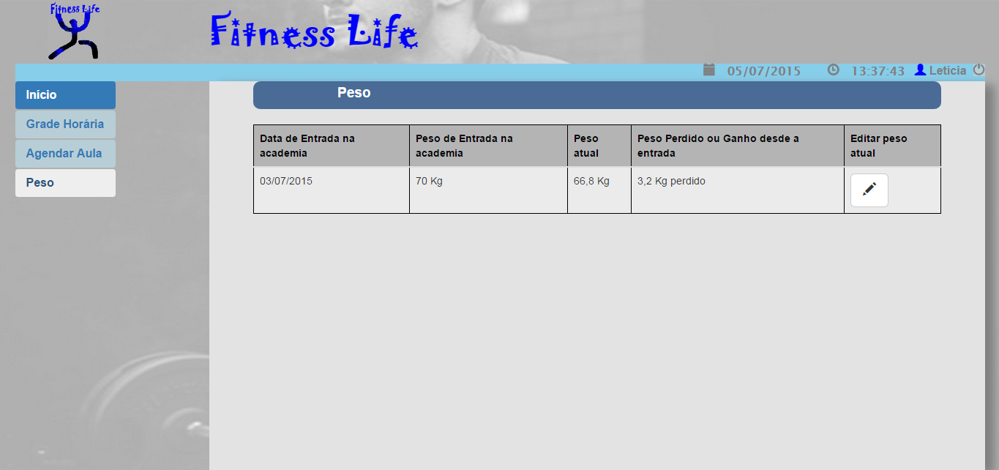 Fitness Life
Fitness Life
05/07/2015 13:37:43 Letícia
Início
Grade Horária
Agendar Aula
Peso
Peso
Data de Entrada na academia
Peso de Entrada na academia
Peso atual
Peso Perdido ou Ganho desde a entrada
Editar peso atual
03/07/2015
70 Kg
66,8 Kg
3,2 Kg perdido